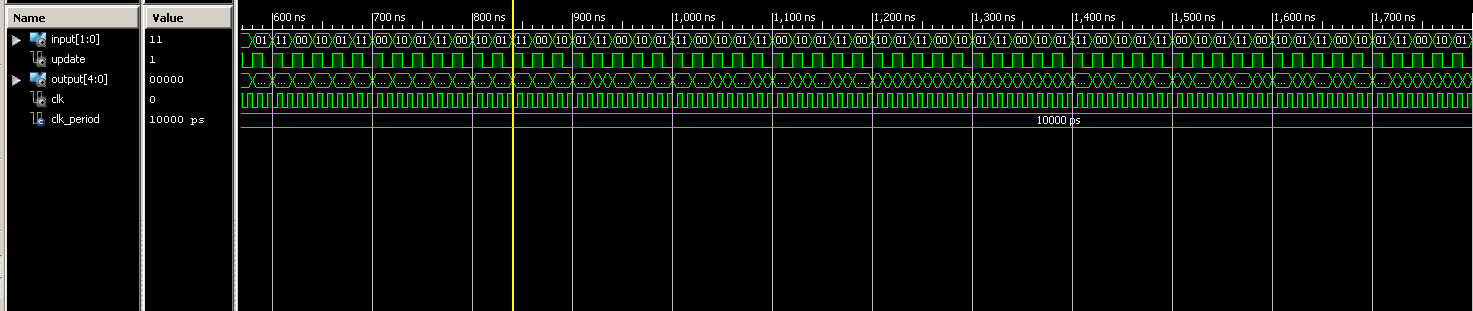 Name Value 600 ns 700 ns 800 ns 900 ns 1,000 ns 1,100 ns 1,200 ns 1,300 ns 1,400 ns 1,500 ns 1,600 ns 1,700 ns
input[1:0] 11 01 11 00 10 01 11 00 10 01 11 00 10 01 11 00 10 01 11 00 10 01 11 00 10 01 11 00 10 01 11 00 10 01 11 00 10 01 11 00 10 01 11 00 10 01 11 00 10 01 11 00 10 01 11 00 10 01 11 00 10 01
update 1
output[4:0] 00000
clk 0
clk_period 10000 ps 10000 ps